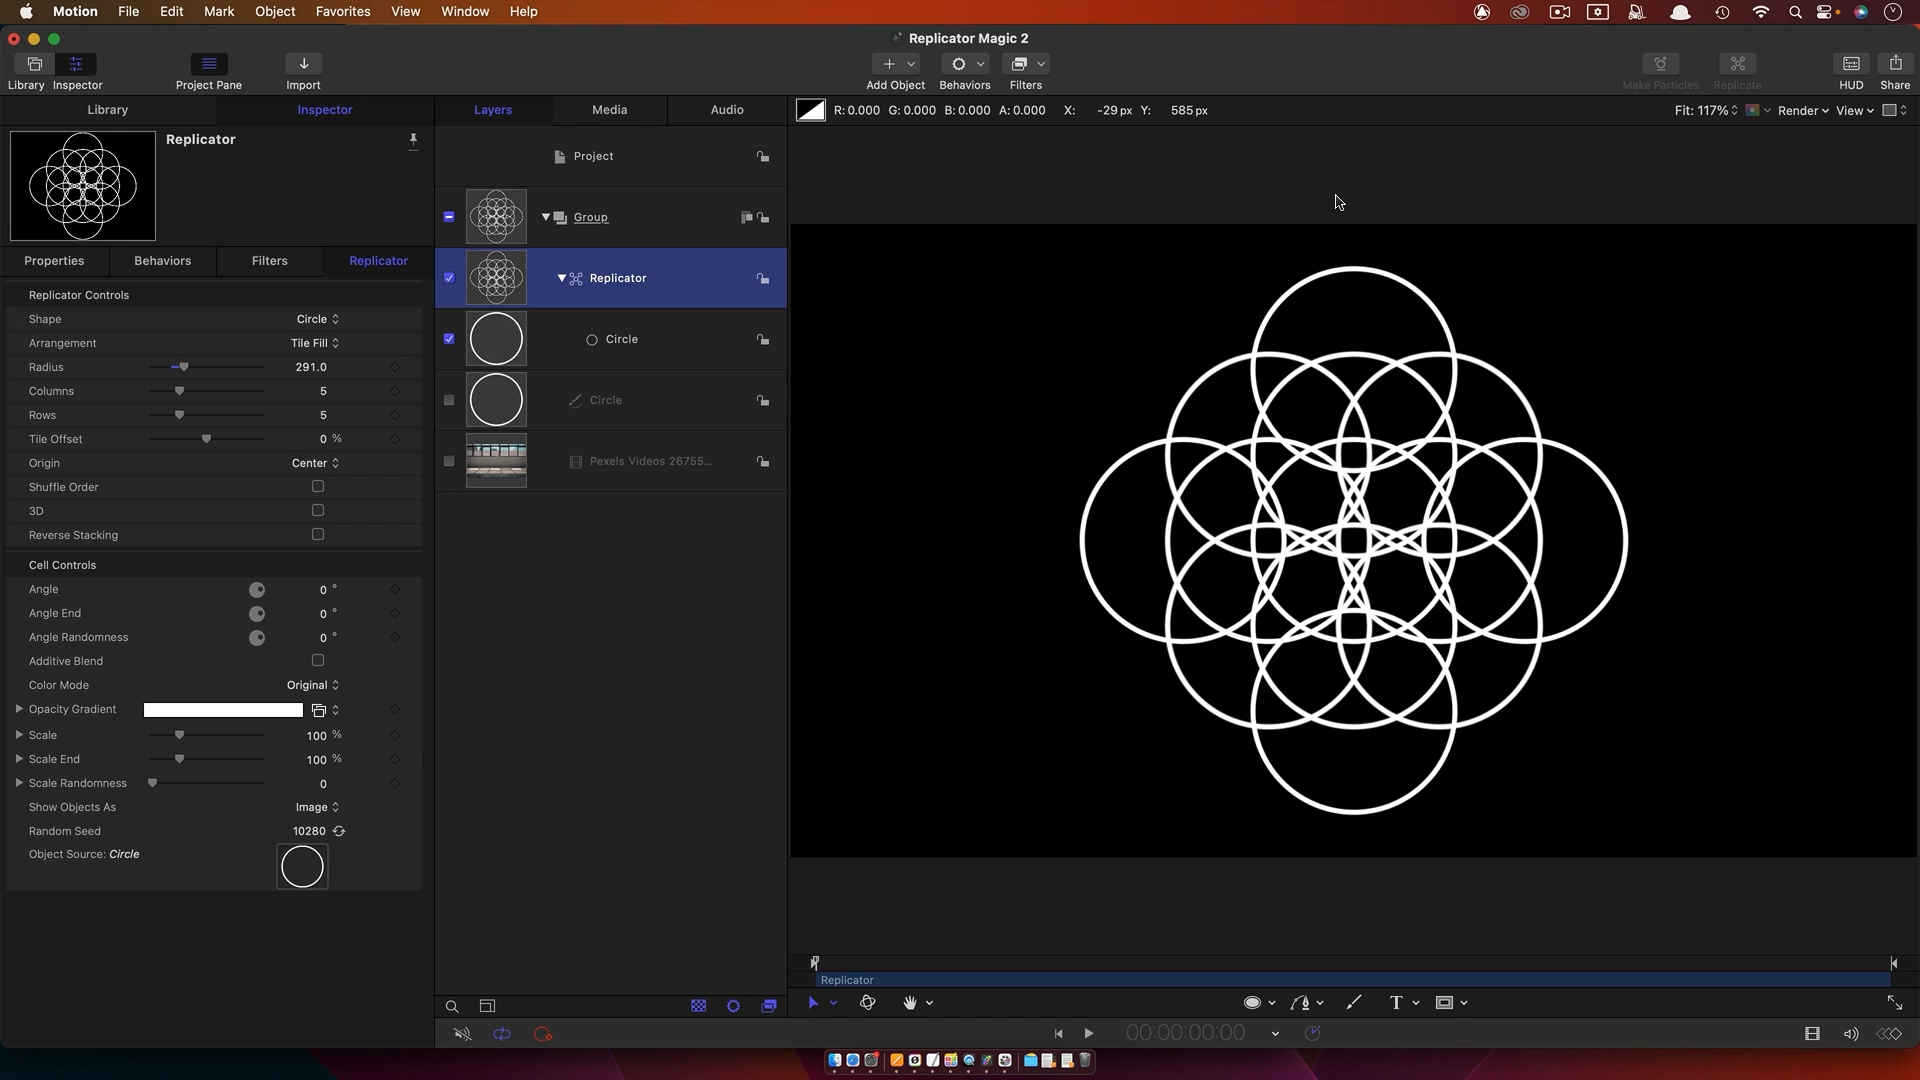 Motion File Edit Mark Object Favorites View Window Help
Replicator Magic 2
Library Inspector Project Pane Import Add Object Behaviors Filters Make Particles Replicate HUD Share
Library Inspector Layers Media Audio R: 0.000 G: 0.000 B: 0.000 A: 0.000 X: -29 px Y: 585 px Fit: 117% Render View
Replicator
Project
Group
Properties Behaviors Filters Replicator
Replicator
Replicator Controls
Shape Circle
Arrangement Tile Fill
Circle
Radius 291.0
Columns 5
Circle
Rows 5
Tile Offset 0 %
Origin Center
Pexels Videos 26755...
Shuffle Order
3D
Reverse Stacking
Cell Controls
Angle 0 °
Angle End 0 °
Angle Randomness 0 °
Additive Blend
Color Mode Original
Opacity Gradient
Scale 100 %
Scale End 100 %
Scale Randomness 0
Show Objects As Image
Random Seed 10280
Object Source: Circle
Replicator
T
00:00:00:00